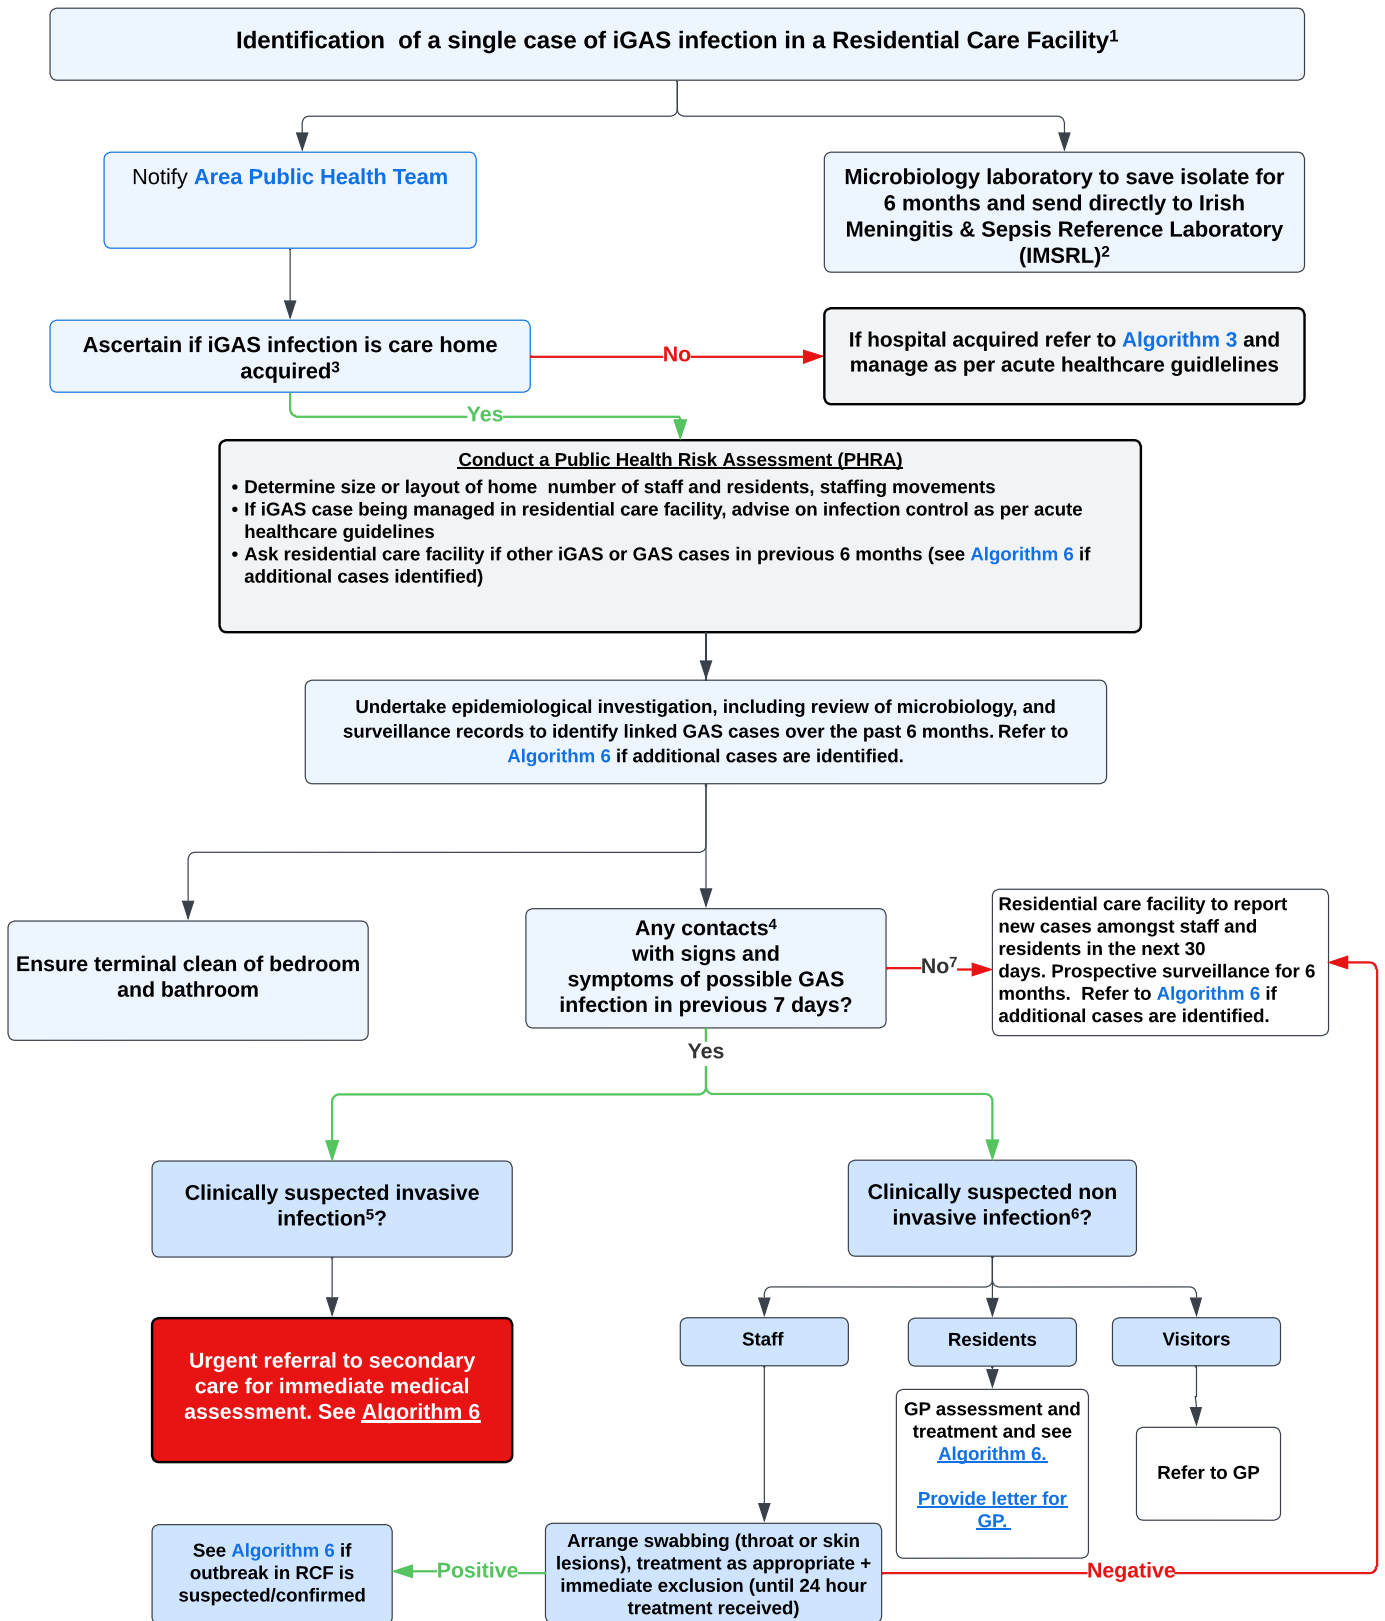 Identification  of a single case of iGAS infection in a Residential Care Facility¹
Notify Area Public Health Team
Microbiology laboratory to save isolate for
6 months and send directly to Irish
Meningitis & Sepsis Reference Laboratory
(IMSRL)²
Ascertain if iGAS infection is care home
acquired³
No
If hospital acquired refer to Algorithm 3 and
manage as per acute healthcare guidlelines
Yes
Conduct a Public Health Risk Assessment (PHRA)
• Determine size or layout of home  number of staff and residents, staffing movements
• If iGAS case being managed in residential care facility, advise on infection control as per acute
healthcare guidelines
• Ask residential care facility if other iGAS or GAS cases in previous 6 months (see Algorithm 6 if
additional cases identified)
Undertake epidemiological investigation, including review of microbiology, and
surveillance records to identify linked GAS cases over the past 6 months. Refer to
Algorithm 6 if additional cases are identified.
Ensure terminal clean of bedroom
and bathroom
Any contacts⁴
with signs and
symptoms of possible GAS
infection in previous 7 days?
No⁷
Residential care facility to report
new cases amongst staff and
residents in the next 30
days. Prospective surveillance for 6
months.  Refer to Algorithm 6 if
additional cases are identified.
Yes
Clinically suspected invasive
infection⁵?
Clinically suspected non
invasive infection⁶?
Urgent referral to secondary
care for immediate medical
assessment. See Algorithm 6
Staff
Residents
Visitors
GP assessment and
treatment and see
Algorithm 6.
Provide letter for
GP.
Refer to GP
See Algorithm 6 if
outbreak in RCF is
suspected/confirmed
Positive
Arrange swabbing (throat or skin
lesions), treatment as appropriate +
immediate exclusion (until 24 hour
treatment received)
Negative